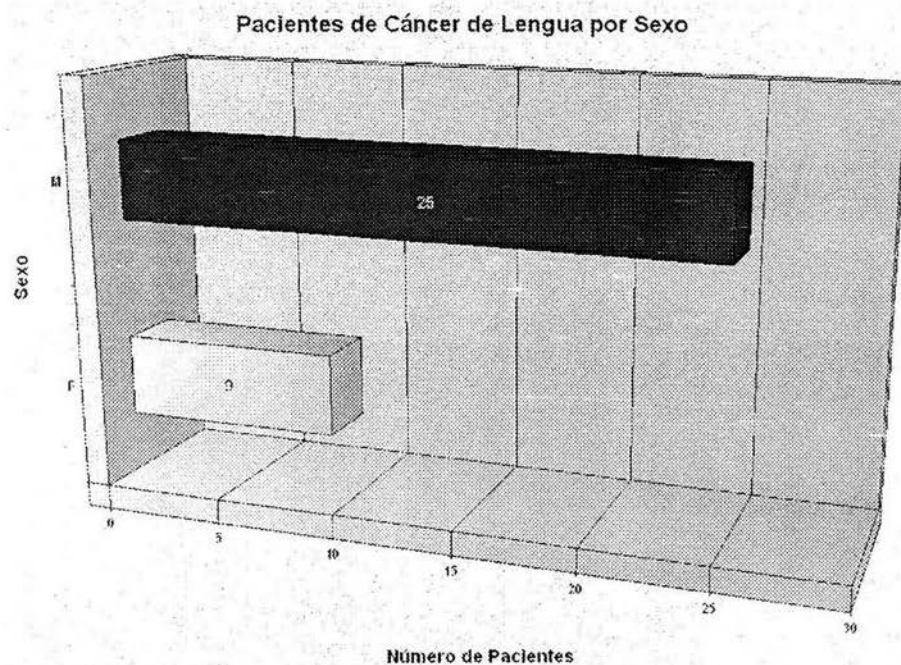 Pacientes de Cáncer de Lengua por Sexo
M
25
Sexo
F
9
0
5
10
15
20
25
30
Número de Pacientes